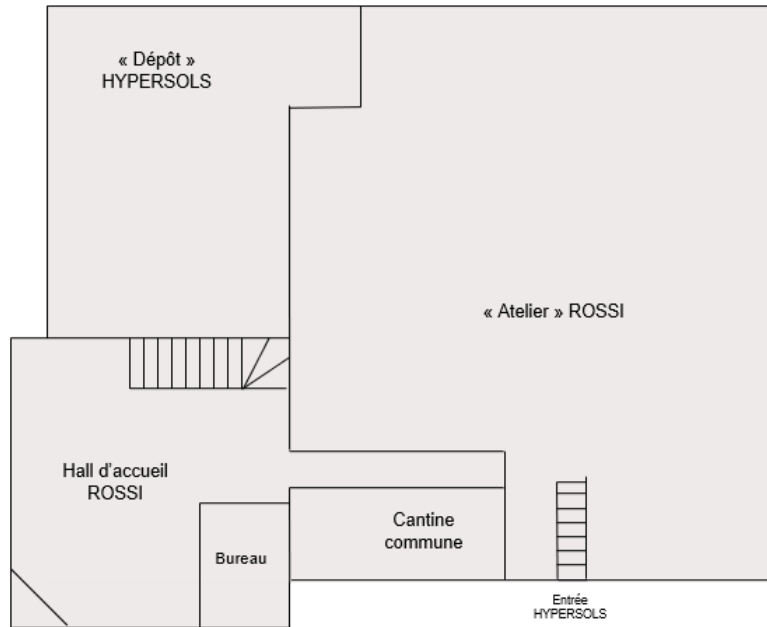 « Dépôt »
HYPERSOLS
« Atelier » ROSSI
Hall d’accueil
ROSSI
Cantine
commune
Bureau
Entrée
HYPERSOLS